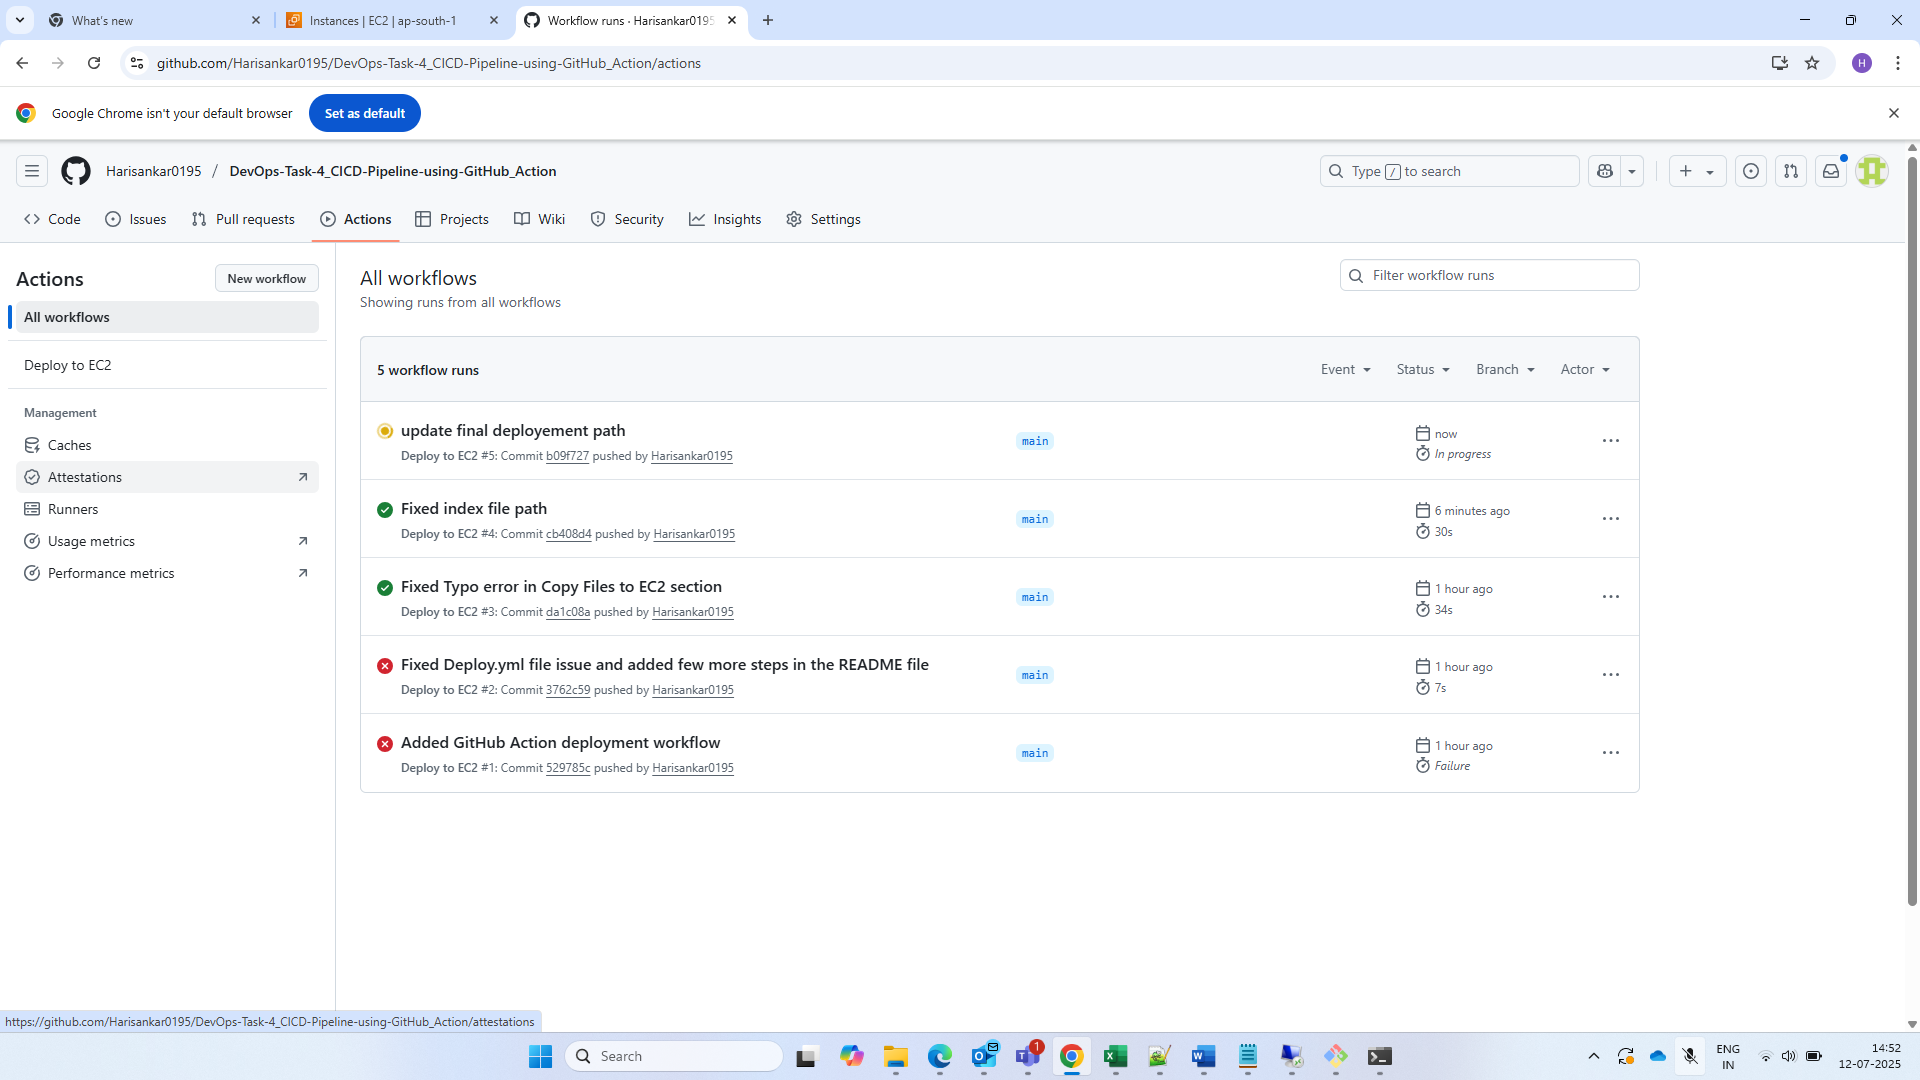 What's new
Instances | EC2 | ap-south-1
Workflow runs · Harisankar0195
github.com/Harisankar0195/DevOps-Task-4_CICD-Pipeline-using-GitHub_Action/actions
H
Google Chrome isn't your default browser
Set as default
Harisankar0195 / DevOps-Task-4_CICD-Pipeline-using-GitHub_Action
Type / to search
Code
Issues
Pull requests
Actions
Projects
Wiki
Security
Insights
Settings
Actions
New workflow
All workflows
Deploy to EC2
Management
Caches
Attestations
Runners
Usage metrics
Performance metrics
All workflows
Showing runs from all workflows
Filter workflow runs
5 workflow runs
Event
Status
Branch
Actor
update final deployement path
Deploy to EC2 #5: Commit b09f727 pushed by Harisankar0195
main
now
In progress
Fixed index file path
Deploy to EC2 #4: Commit cb408d4 pushed by Harisankar0195
main
6 minutes ago
30s
Fixed Typo error in Copy Files to EC2 section
Deploy to EC2 #3: Commit da1c08a pushed by Harisankar0195
main
1 hour ago
34s
Fixed Deploy.yml file issue and added few more steps in the README file
Deploy to EC2 #2: Commit 3762c59 pushed by Harisankar0195
main
1 hour ago
7s
Added GitHub Action deployment workflow
Deploy to EC2 #1: Commit 529785c pushed by Harisankar0195
main
1 hour ago
Failure
https://github.com/Harisankar0195/DevOps-Task-4_CICD-Pipeline-using-GitHub_Action/attestations
Search
1
ENG
IN
14:52
12-07-2025